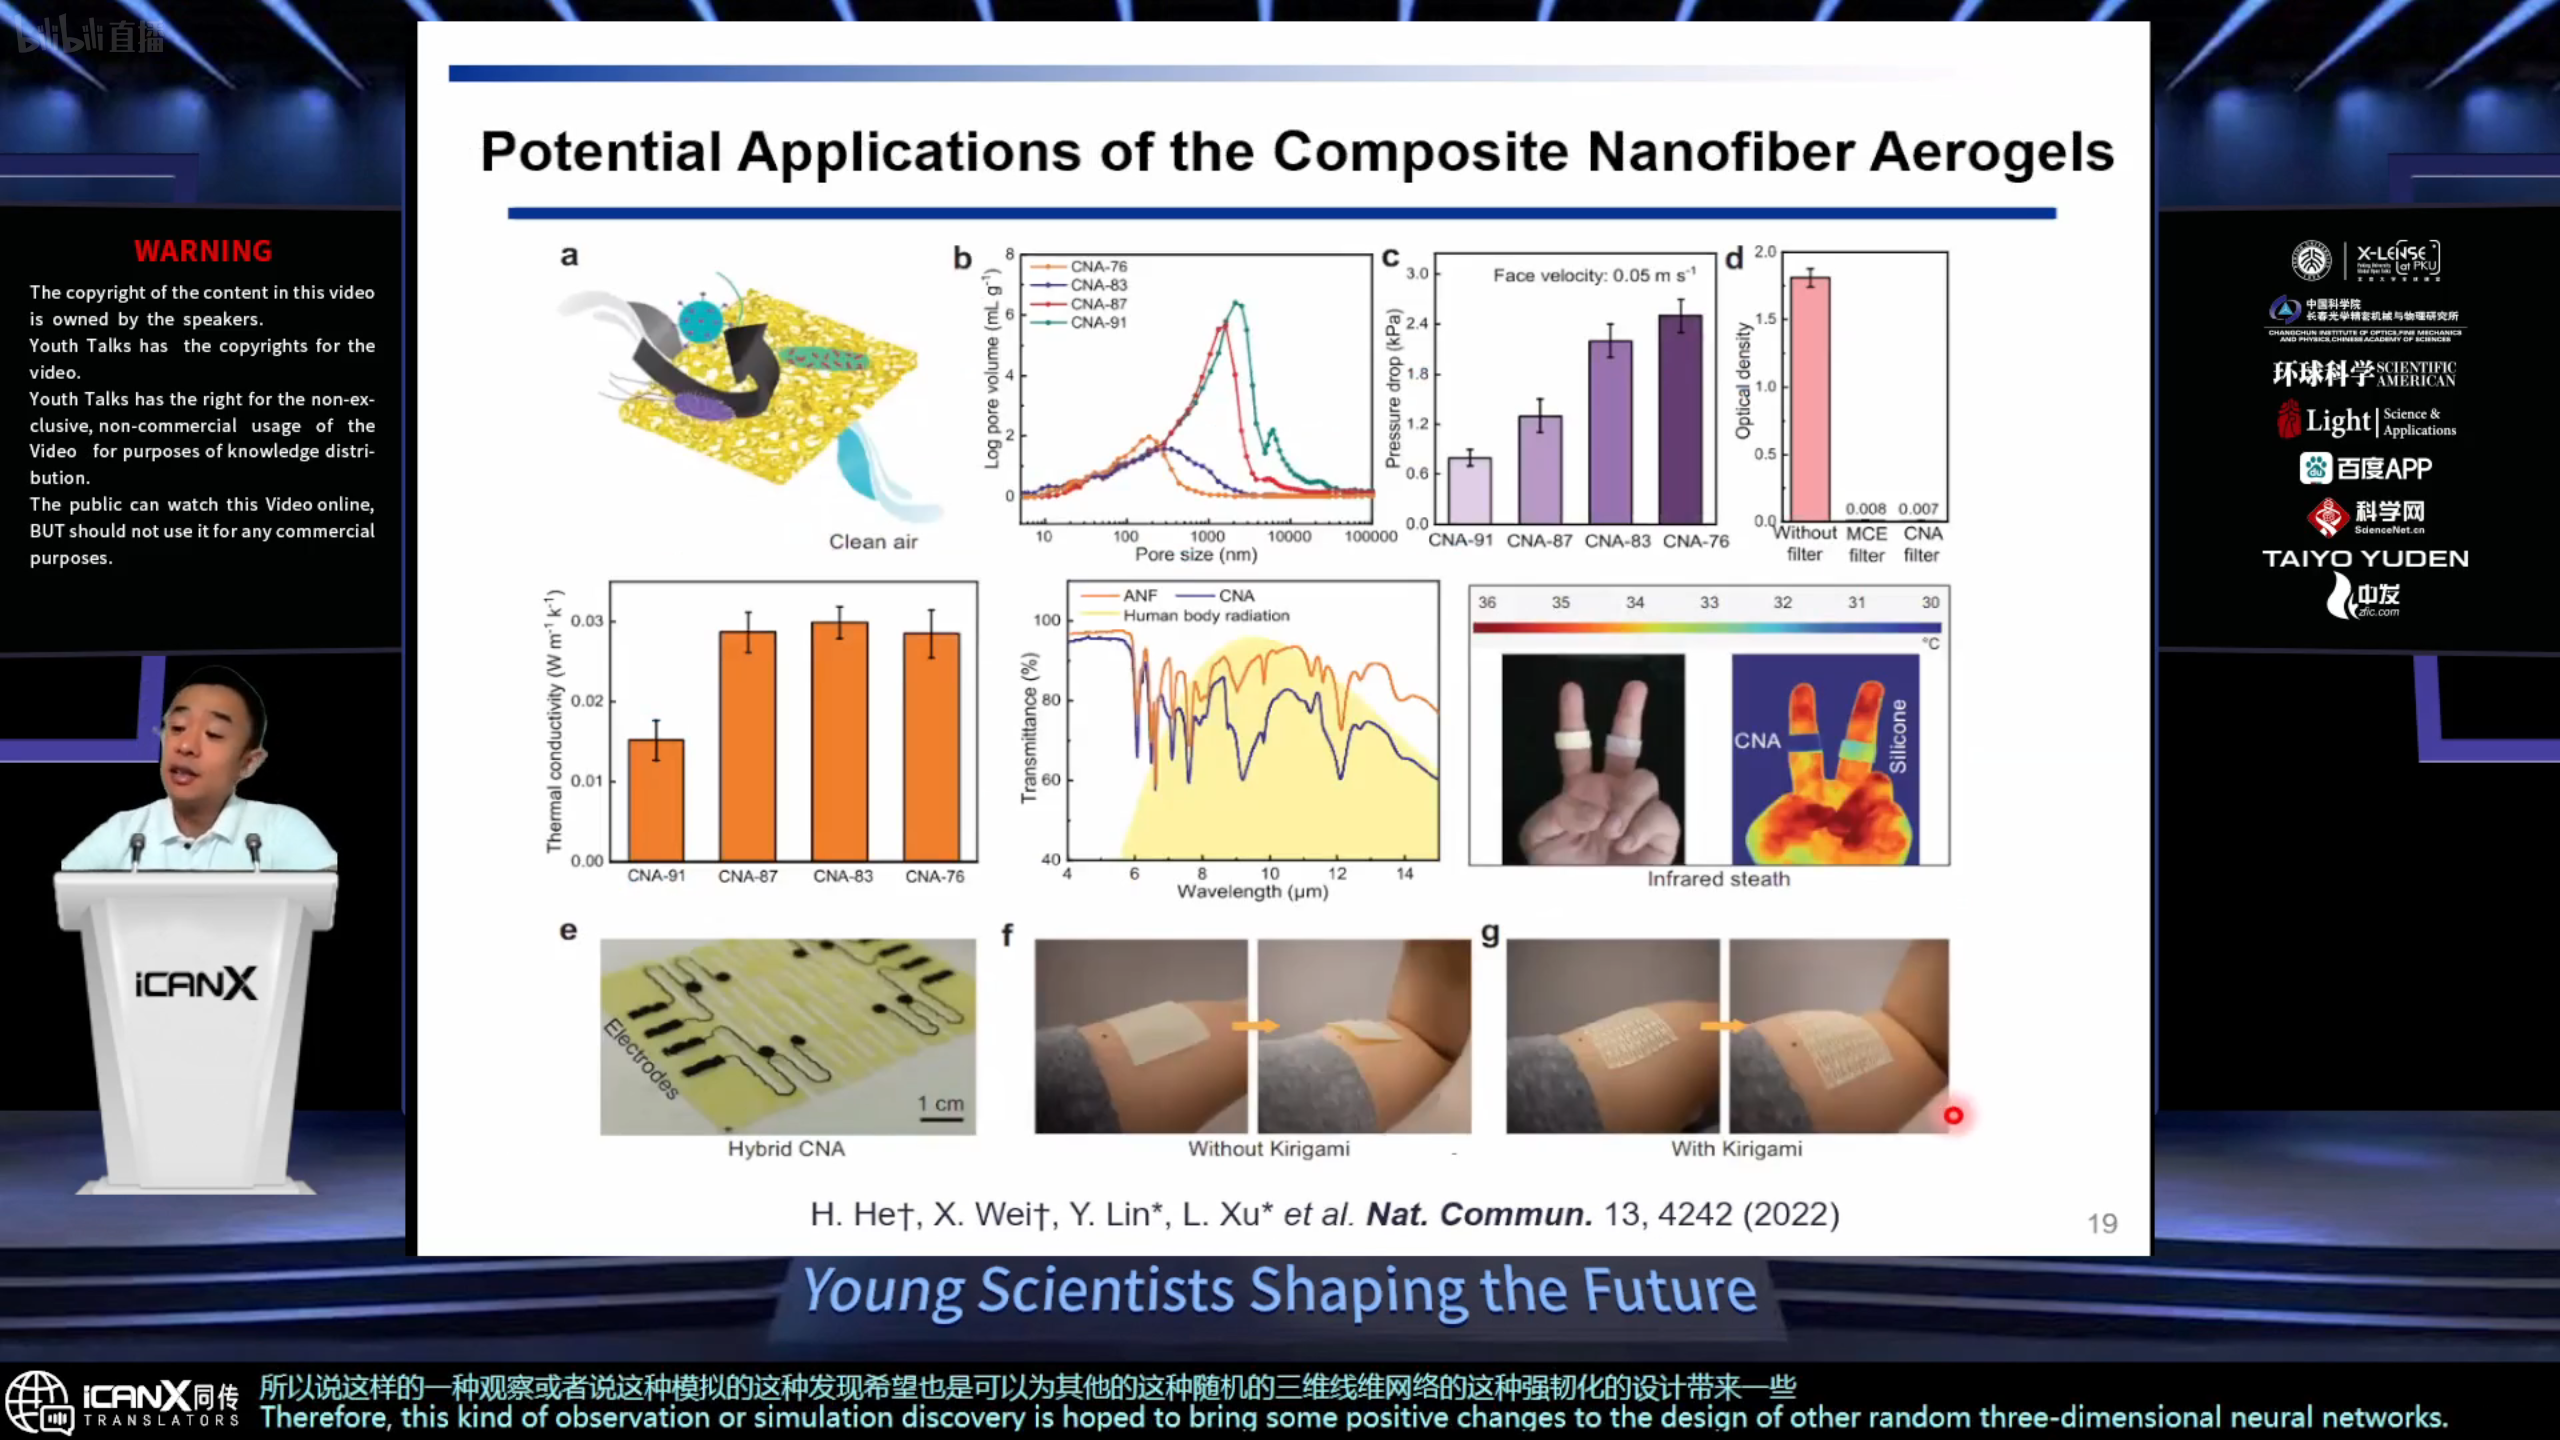 bilibili 直播
Potential Applications of the Composite Nanofiber Aerogels
WARNING
The copyright of the content in this video
is owned by the speakers.
Youth Talks has the copyrights for the
video.
Youth Talks has the right for the non-ex-
clusive, non-commercial usage of the
Video for purposes of knowledge distri-
bution.
The public can watch this Video online,
BUT should not use it for any commercial
purposes.
a
Clean air
b
CNA-76
CNA-83
CNA-87
CNA-91
Log pore volume (mL g⁻¹)
8
6
4
2
0
10 100 1000 10000 100000
Pore size (nm)
c
Face velocity: 0.05 m s⁻¹
Pressure drop (kPa)
3.0
2.4
1.8
1.2
0.6
0.0
CNA-91 CNA-87 CNA-83 CNA-76
d
Optical density
2.0
1.5
1.0
0.5
0.0
0.008 0.007
Without MCE CNA
filter filter filter
Thermal conductivity (W m⁻¹ k⁻¹)
0.03
0.02
0.01
0.00
CNA-91 CNA-87 CNA-83 CNA-76
ANF CNA
Human body radiation
Transmittance (%)
100
80
60
40
4 6 8 10 12 14
Wavelength (μm)
36 35 34 33 32 31 30
°C
CNA
Silicone
Infrared steath
e
Electrodes
1 cm
Hybrid CNA
f
Without Kirigami
g
With Kirigami
H. He†, X. Wei†, Y. Lin*, L. Xu* et al. Nat. Commun. 13, 4242 (2022)
19
X-LENSE
at PKU
中国科学院
长春光学精密机械与物理研究所
CHANGCHUN INSTITUTE OF OPTICS,FINE MECHANICS
AND PHYSICS,CHINESE ACADEMY OF SCIENCES
环球科学 SCIENTIFIC
AMERICAN
Light Science &
Applications
du 百度APP
科学网
ScienceNet.cn
TAIYO YUDEN
中发
zfic.com
iCANX
Young Scientists Shaping the Future
iCANX同传
TRANSLATORS
所以说这样的一种观察或者说这种模拟的这种发现希望也是可以为其他的这种随机的三维线维网络的这种强韧化的设计带来一些
Therefore, this kind of observation or simulation discovery is hoped to bring some positive changes to the design of other random three-dimensional neural networks.